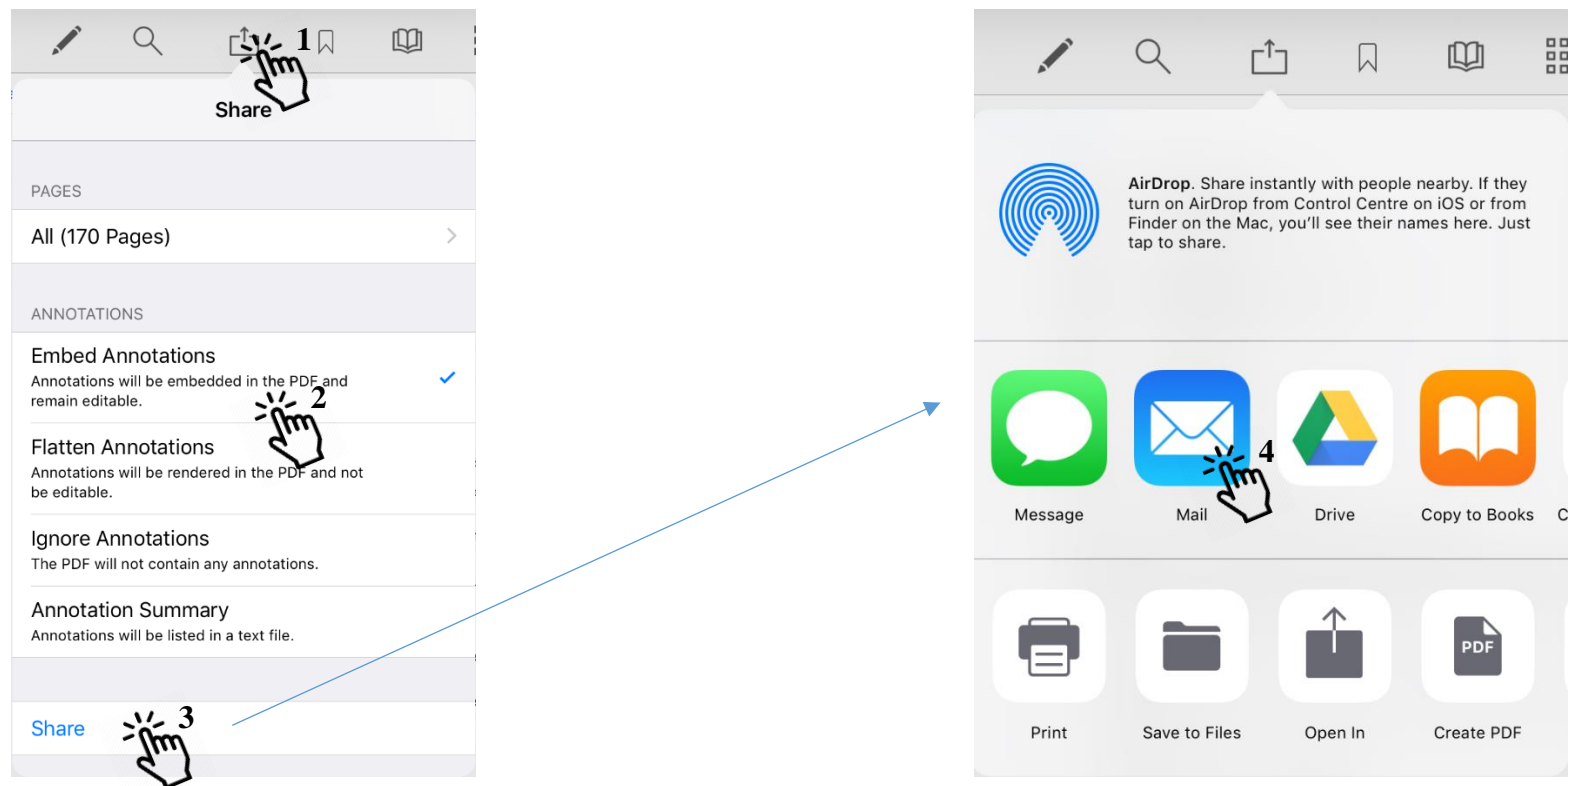 1
Share
PAGES
All (170 Pages)
ANNOTATIONS
Embed Annotations
Annotations will be embedded in the PDF and
remain editable.
2
Flatten Annotations
Annotations will be rendered in the PDF and not
be editable.
Ignore Annotations
The PDF will not contain any annotations.
Annotation Summary
Annotations will be listed in a text file.
Share
3
AirDrop. Share instantly with people nearby. If they
turn on AirDrop from Control Centre on iOS or from
Finder on the Mac, you'll see their names here. Just
tap to share.
4
Message
Mail
Drive
Copy to Books
C
PDF
Print
Save to Files
Open In
Create PDF